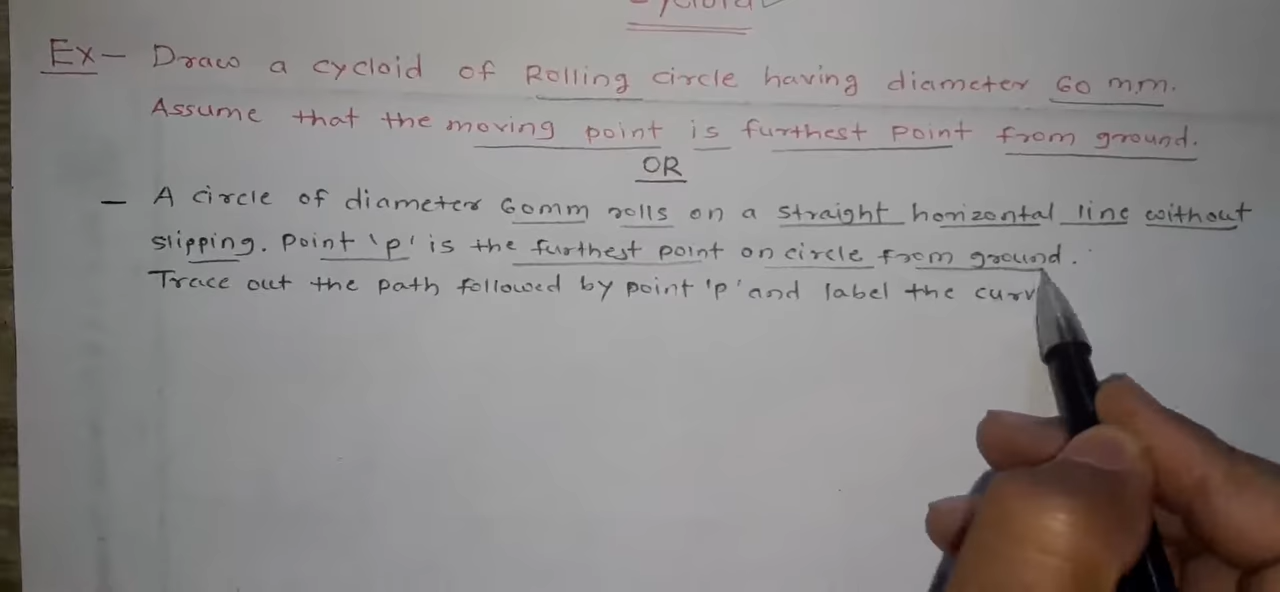 Cycloid
Ex- Draw a cycloid of Rolling circle having diameter 60 mm.
Assume that the moving point is furthest point from ground.
OR
- A circle of diameter 60mm rolls on a straight horizontal line without
slipping. Point 'p' is the furthest point on circle from ground.
Trace out the path followed by point 'p' and label the curv